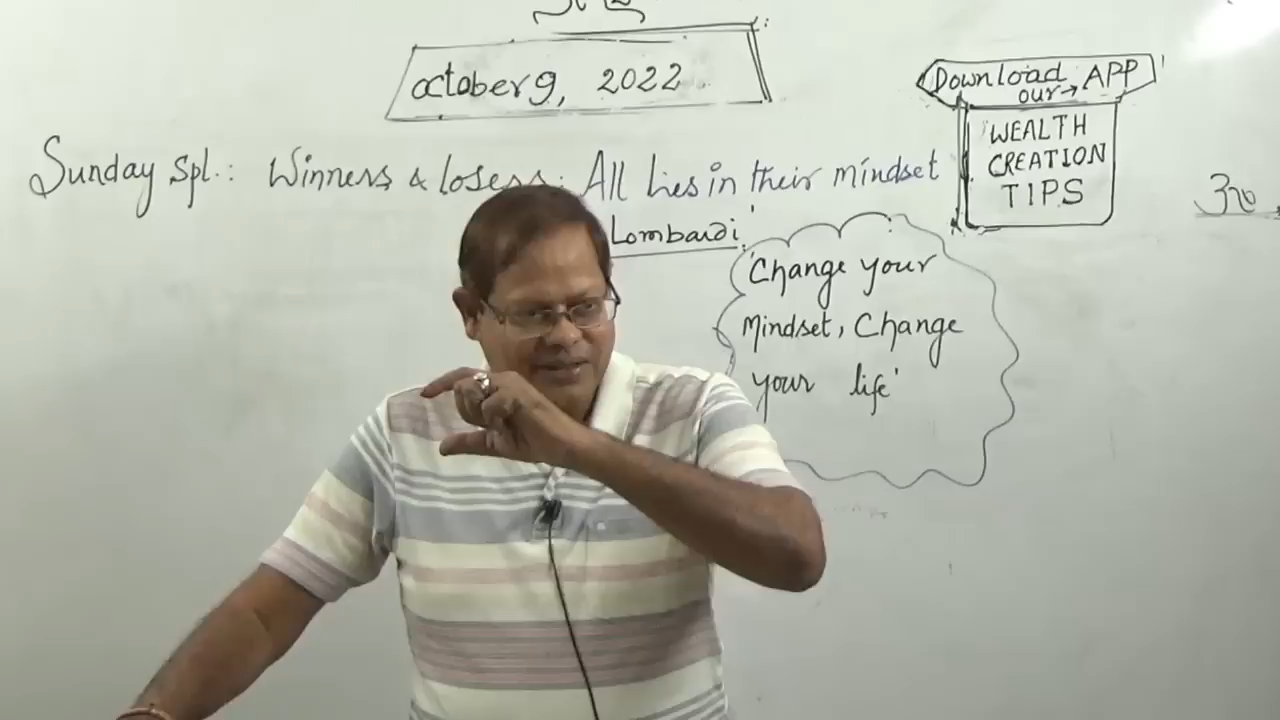 October 9, 2022
Download
our→ APP
WEALTH
CREATION
TIPS
Sunday Spl.: Winners & losess: All lies in their mindset
Lombardi'
'Change your
Mindset, Change
your life'